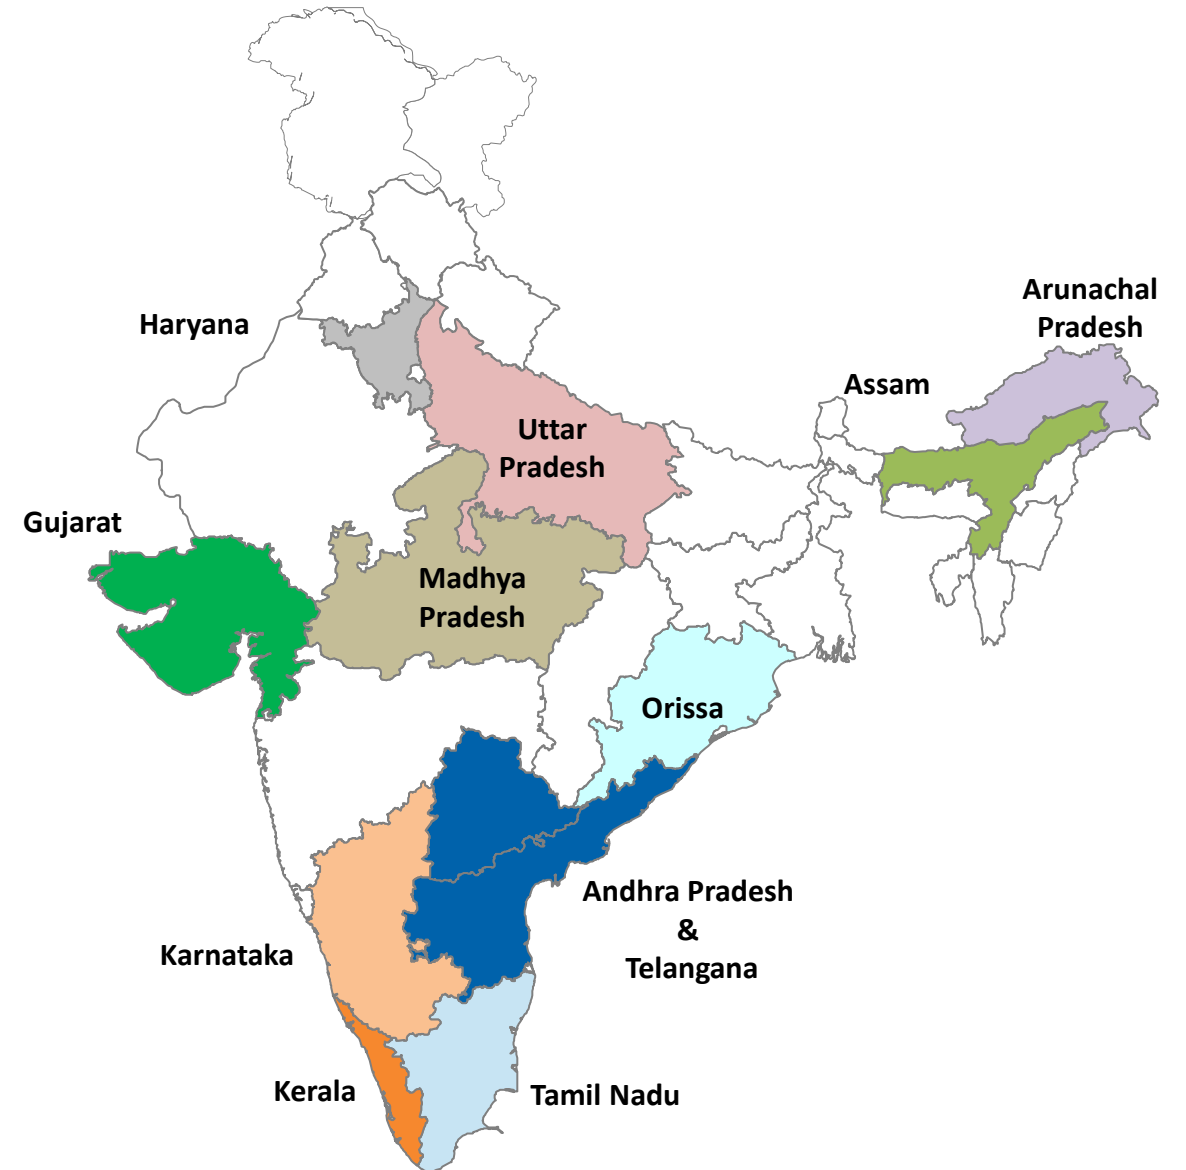 Arunachal
Pradesh
Haryana
Assam
Uttar
Pradesh
Gujarat
Madhya
Pradesh
Orissa
Andhra Pradesh
&
Telangana
Karnataka
Kerala
Tamil Nadu